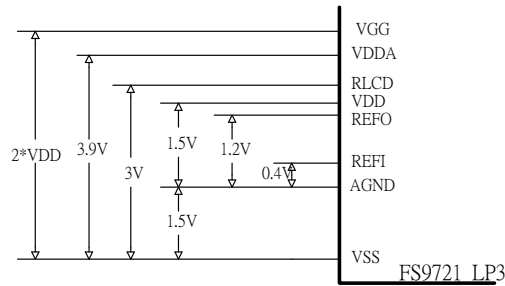 VGG
VDDA
RLCD
VDD
REFO
1.5V
1.2V
2*VDD
3.9V
3V
REFI
0.4V
AGND
1.5V
VSS
FS9721_LP3